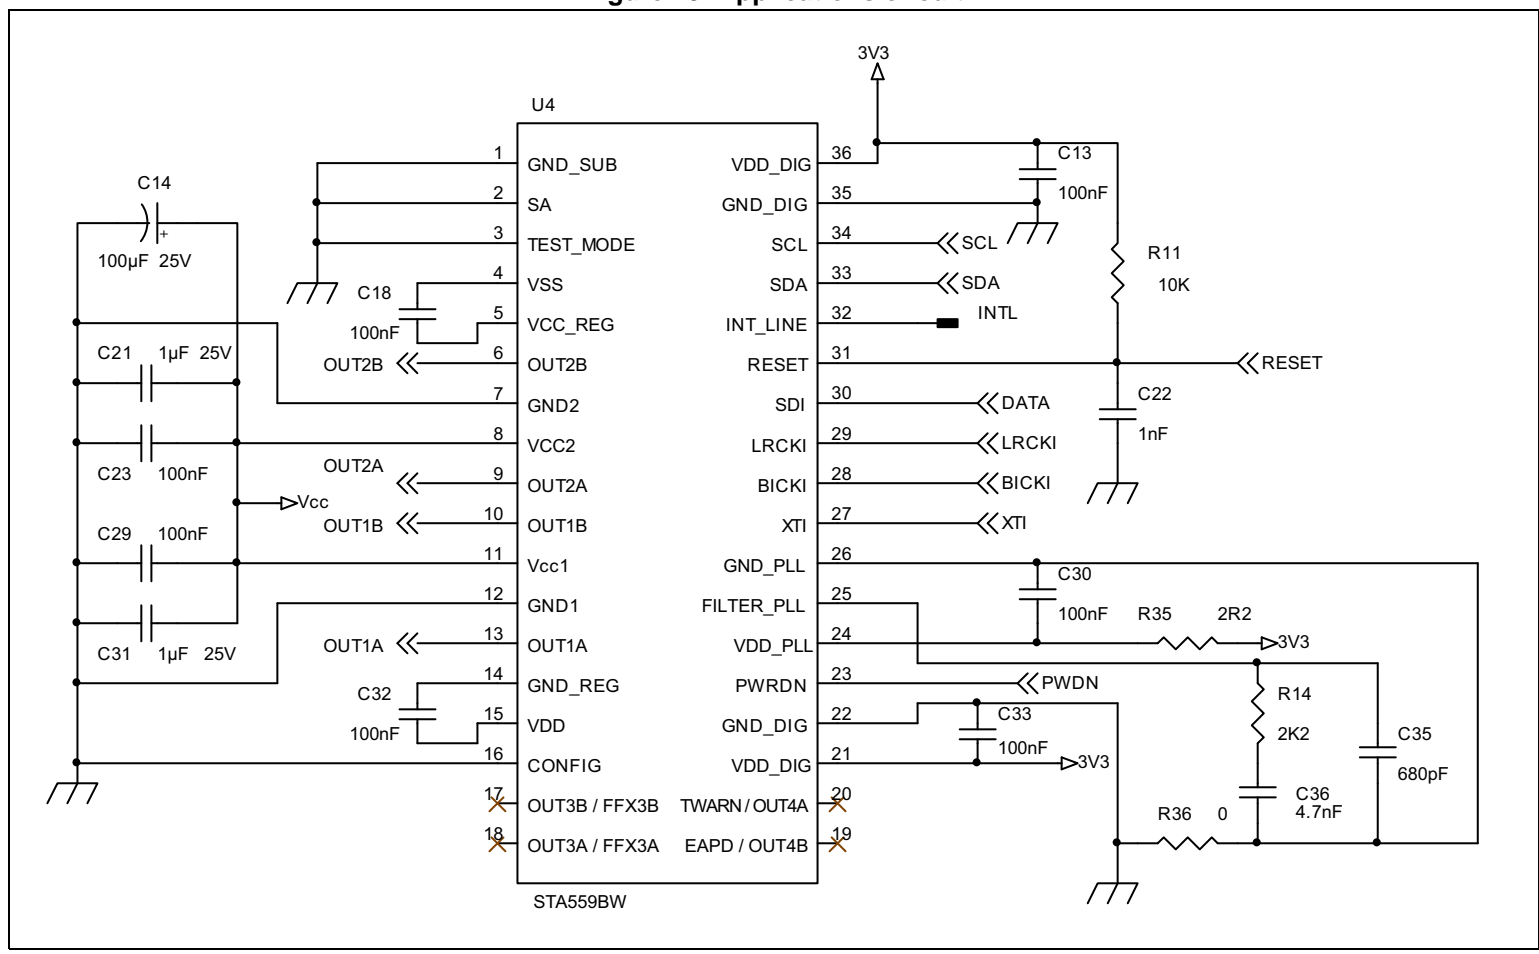 3V3
U4
1 GND_SUB
2 SA
3 TEST_MODE
4 VSS
5 VCC_REG
6 OUT2B
7 GND2
8 VCC2
9 OUT2A
10 OUT1B
11 Vcc1
12 GND1
13 OUT1A
14 GND_REG
15 VDD
16 CONFIG
17 OUT3B / FFX3B
18 OUT3A / FFX3A
VDD_DIG 36
GND_DIG 35
SCL 34
SDA 33
INT_LINE 32
RESET 31
SDI 30
LRCKI 29
BICKI 28
XTI 27
GND_PLL 26
FILTER_PLL 25
VDD_PLL 24
PWRDN 23
GND_DIG 22
VDD_DIG 21
TWARN / OUT4A 20
EAPD / OUT4B 19
STA559BW
C14
+
100µF 25V
C21 1µF 25V
C23 100nF
Vcc
C29 100nF
C31 1µF 25V
C18
100nF
OUT2B
OUT2A
OUT1B
OUT1A
C32
100nF
C13
100nF
SCL
SDA
INTL
R11
10K
RESET
C22
1nF
DATA
LRCKI
BICKI
XTI
C30
100nF
R35 2R2
3V3
PWDN
C33
100nF
3V3
R14
2K2
C35
680pF
C36
4.7nF
R36 0